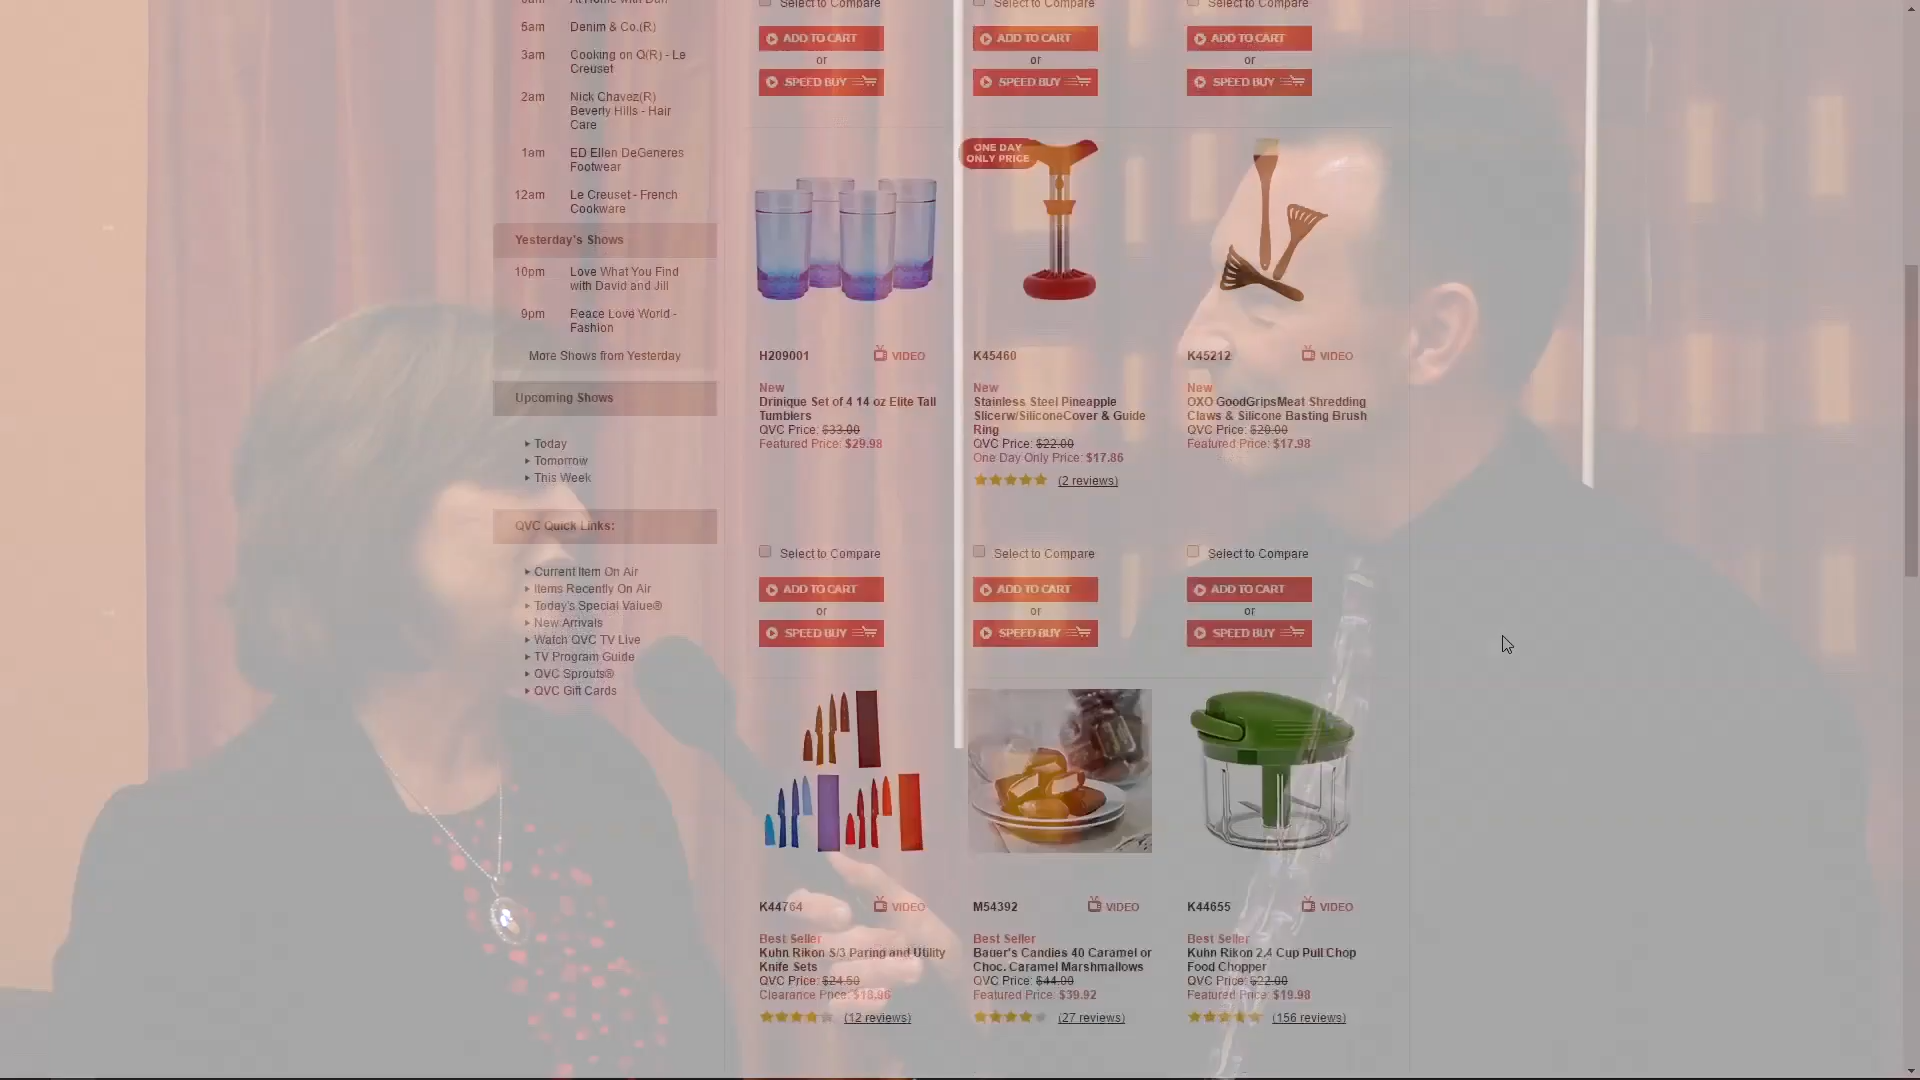 5am Denim & Co.(R)
3am Cooking on Q(R) - Le
Creuset
2am Nick Chavez(R)
Beverly Hills - Hair
Care
1am ED Ellen DeGeneres
Footwear
12am Le Creuset - French
Cookware
Yesterday's Shows
10pm Love What You Find
with David and Jill
9pm Peace Love World -
Fashion
More Shows from Yesterday
Upcoming Shows
Today
Tomorrow
This Week
QVC Quick Links:
Current Item On Air
Items Recently On Air
Today's Special Value®
New Arrivals
Watch QVC TV Live
TV Program Guide
QVC Sprouts®
QVC Gift Cards
Select to Compare
ADD TO CART
or
SPEED BUY
Select to Compare
ADD TO CART
or
SPEED BUY
Select to Compare
ADD TO CART
or
SPEED BUY
H209001 VIDEO
New
Drinique Set of 4 14 oz Elite Tall
Tumblers
QVC Price: $33.00
Featured Price: $29.98
Select to Compare
ADD TO CART
or
SPEED BUY
ONE DAY
ONLY PRICE
K45460
New
Stainless Steel Pineapple
Slicerw/SiliconeCover & Guide
Ring
QVC Price: $22.00
One Day Only Price: $17.86
(2 reviews)
Select to Compare
ADD TO CART
or
SPEED BUY
K45212 VIDEO
New
OXO GoodGripsMeat Shredding
Claws & Silicone Basting Brush
QVC Price: $20.00
Featured Price: $17.98
Select to Compare
ADD TO CART
or
SPEED BUY
K44764 VIDEO
Best Seller
Kuhn Rikon S/3 Paring and Utility
Knife Sets
QVC Price: $24.50
Clearance Price: $18.96
(12 reviews)
M54392 VIDEO
Best Seller
Bauer's Candies 40 Caramel or
Choc. Caramel Marshmallows
QVC Price: $44.00
Featured Price: $39.92
(27 reviews)
K44655 VIDEO
Best Seller
Kuhn Rikon 2.4 Cup Pull Chop
Food Chopper
QVC Price: $22.00
Featured Price: $19.98
(156 reviews)